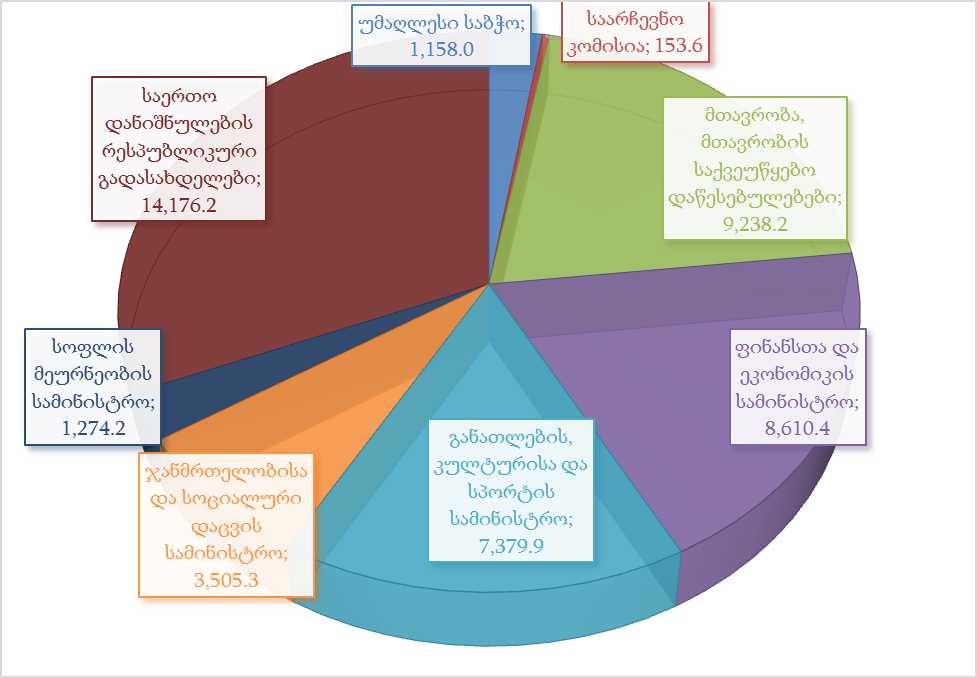 უმაღლესი საბჭო;
1,158.0
საარჩევნო
კომისია; 153.6
მთავრობა,
მთავრობის
საქვეუწყებო
დაწესებულებები;
9,238.2
ფინანსთა და
ეკონომიკის
სამინისტრო;
8,610.4
განათლების,
კულტურისა და
სპორტის
სამინისტრო;
7,379.9
ჯანმრთელობისა
და სოციალური
დაცვის
სამინისტრო;
3,505.3
სოფლის
მეურნეობის
სამინისტრო;
1,274.2
საერთო
დანიშნულების
რესპუბლიკური
გადასახდელები;
14,176.2